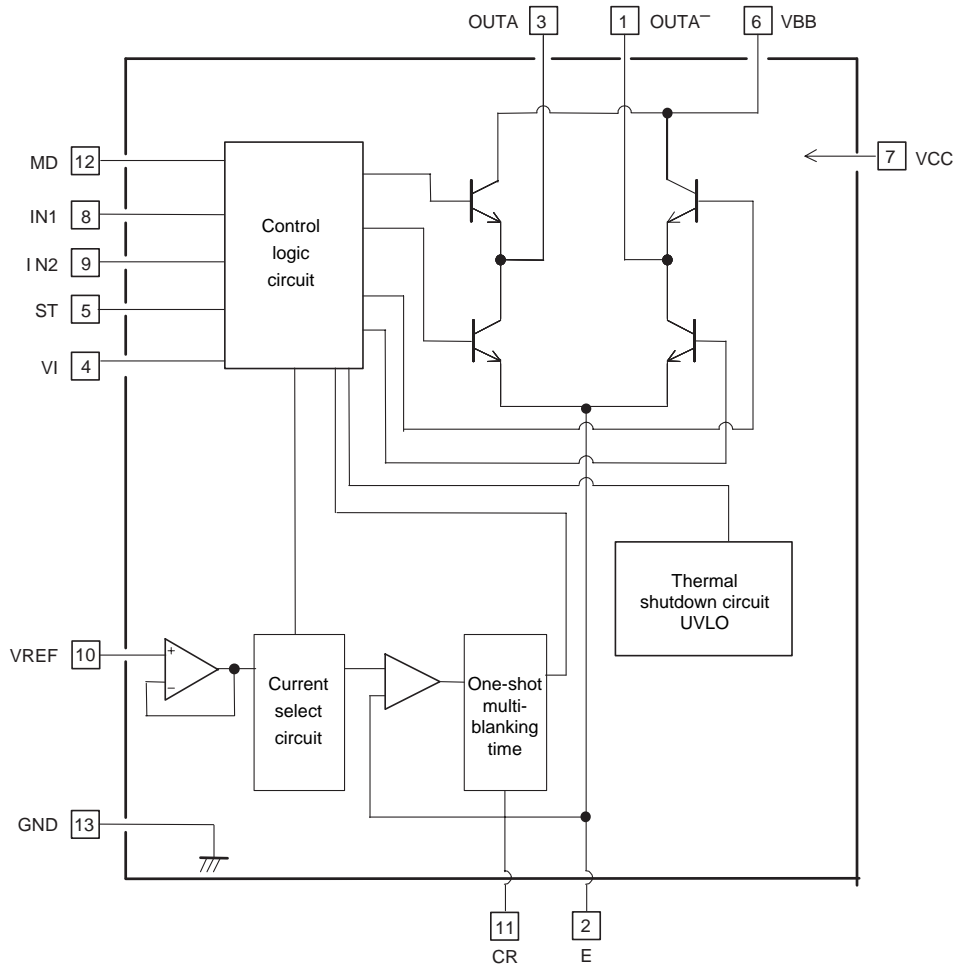 OUTA 3 1 OUTA‾ 6 VBB
MD 12
7 VCC
IN1 8
IN2 9
ST 5
VI 4
Control
logic
circuit
Thermal
shutdown circuit
UVLO
VREF 10
+
−
Current
select
circuit
One-shot
multi-
blanking
time
GND 13
11
CR
2
E